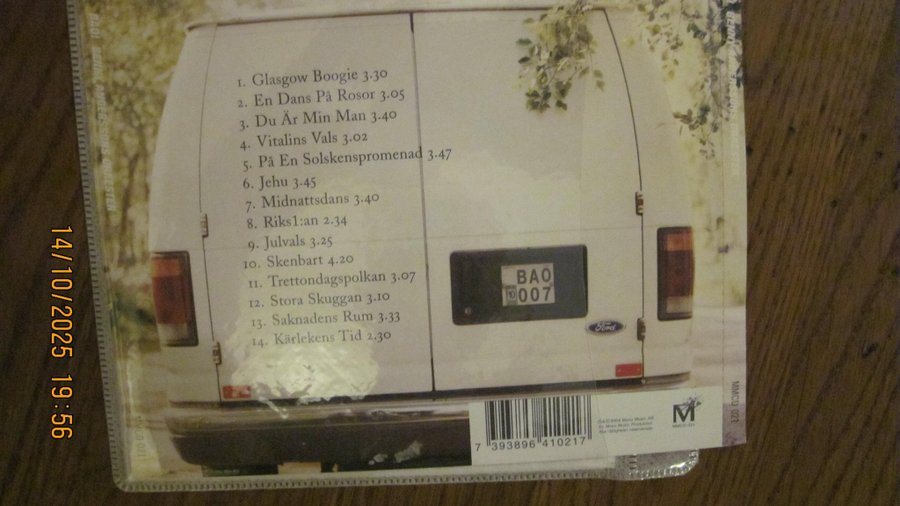 1. Glasgow Boogie 3.30
2. En Dans På Rosor 3.05
3. Du Är Min Man 3.40
4. Vitalins Vals 3.02
5. På En Solskenspromenad 3.47
6. Jehu 3.45
7. Midnattsdans 3.40
8. Riks1:an 2.34
9. Julvals 3.25
10. Skenbart 4.20
11. Trettondagspolkan 3.07
12. Stora Skuggan 3.10
13. Saknadens Rum 3.33
14. Kärlekens Tid 2.30
BAO
007
Ford
M
7 393896 410217
MMCD 021
14/10/2025 19:56